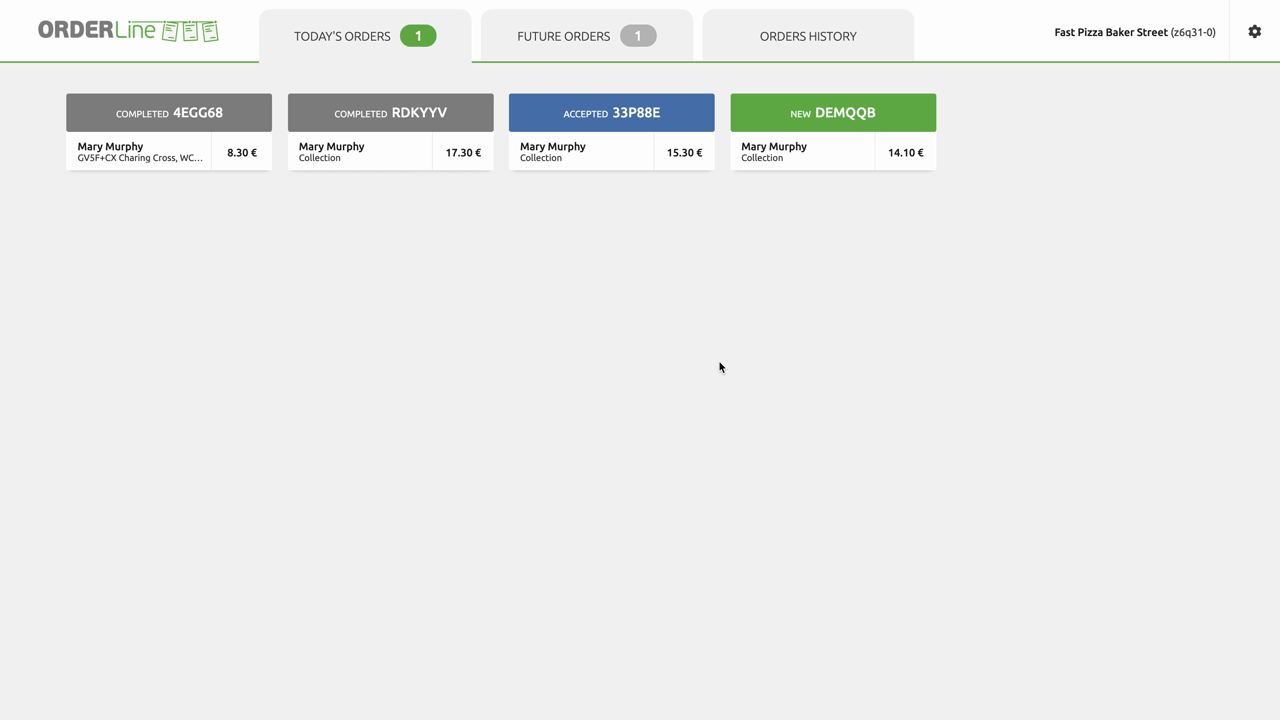 ORDERLine
TODAY'S ORDERS 1
FUTURE ORDERS 1
ORDERS HISTORY
Fast Pizza Baker Street (z6q31-0)
COMPLETED 4EGG68
Mary Murphy
GV5F+CX Charing Cross, WC...
8.30 €
COMPLETED RDKYYV
Mary Murphy
Collection
17.30 €
ACCEPTED 33P88E
Mary Murphy
Collection
15.30 €
NEW DEMQQB
Mary Murphy
Collection
14.10 €